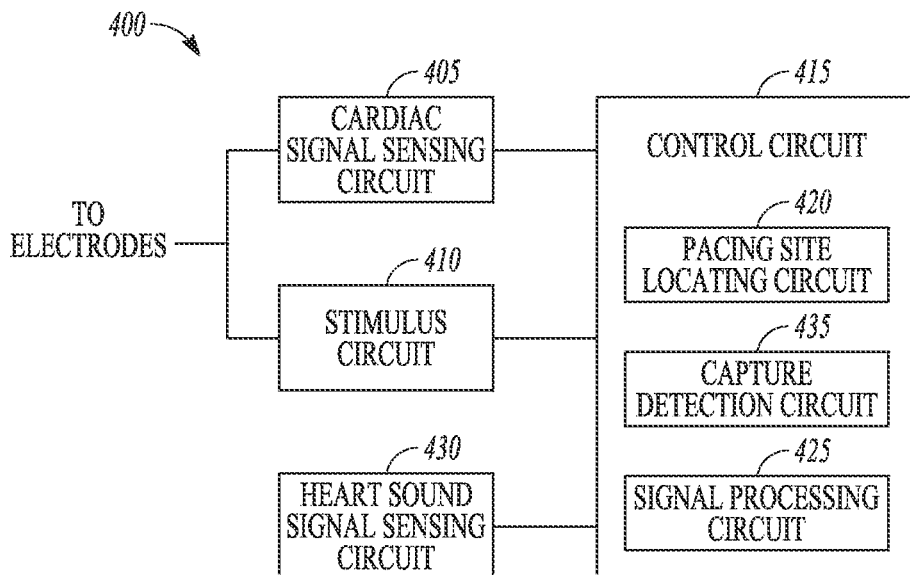 400
405
CARDIAC
SIGNAL SENSING
CIRCUIT
TO
ELECTRODES
410
STIMULUS
CIRCUIT
430
HEART SOUND
SIGNAL SENSING
CIRCUIT
415
CONTROL CIRCUIT
420
PACING SITE
LOCATING CIRCUIT
435
CAPTURE
DETECTION CIRCUIT
425
SIGNAL PROCESSING
CIRCUIT